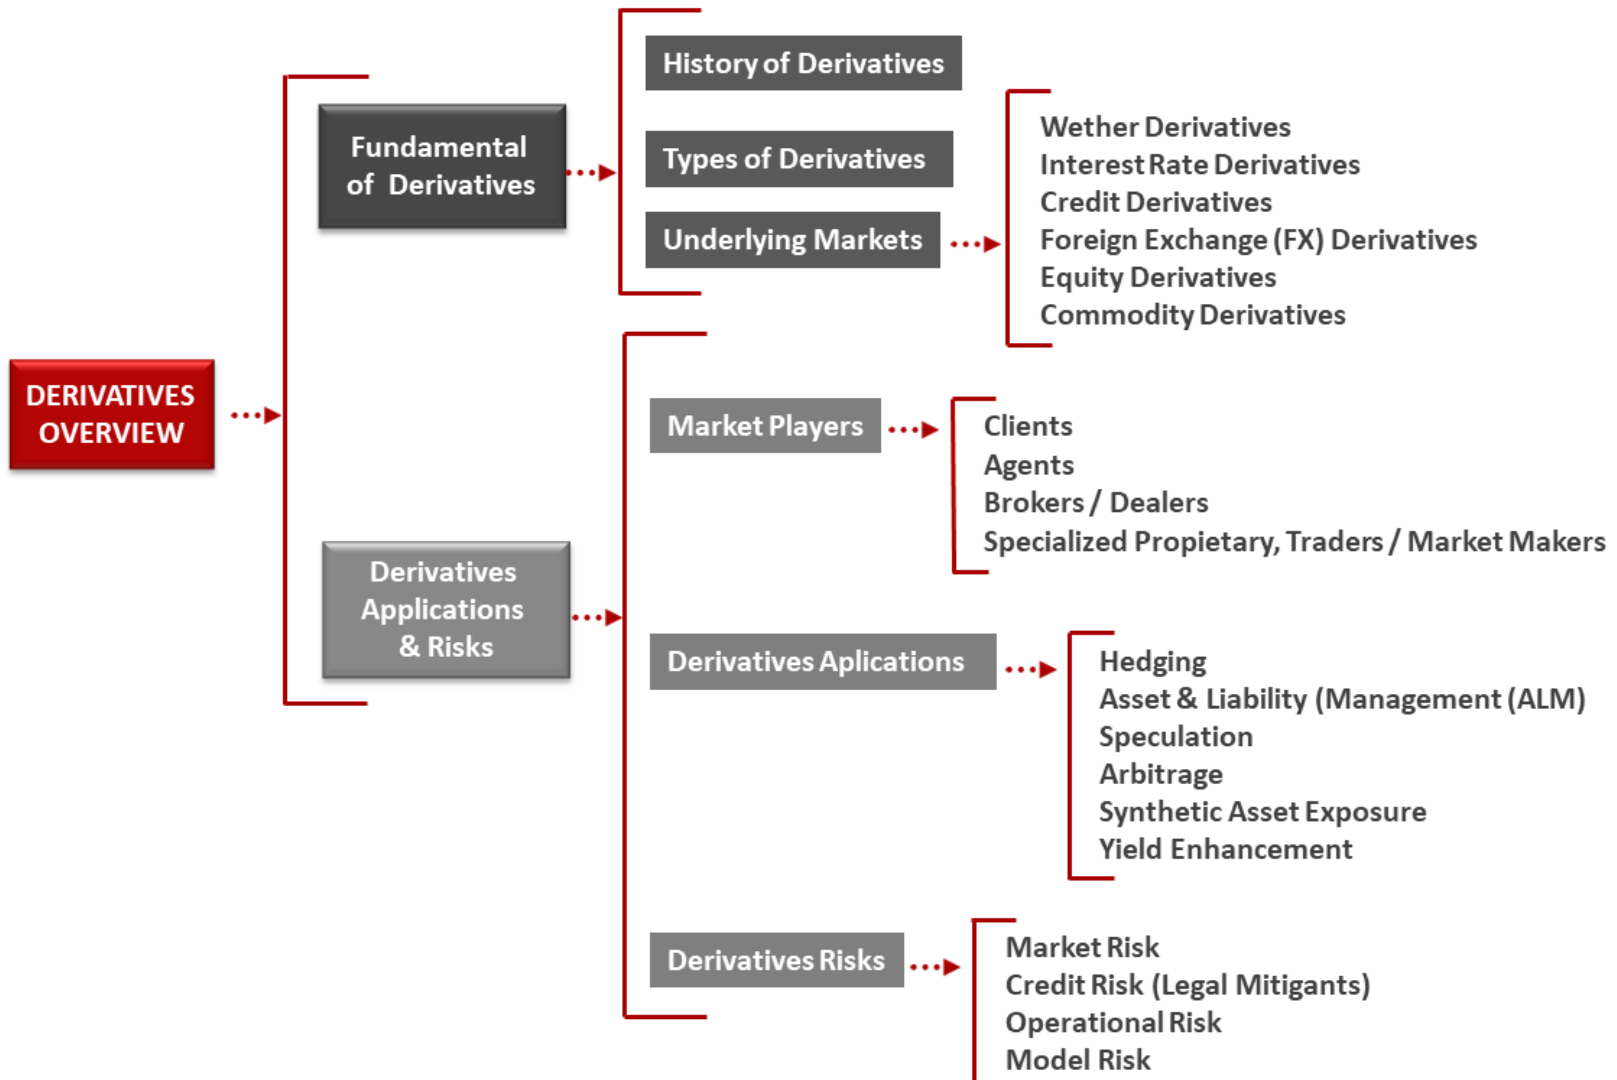 DERIVATIVES
OVERVIEW
Fundamental
of Derivatives
History of Derivatives
Types of Derivatives
Underlying Markets
Wether Derivatives
Interest Rate Derivatives
Credit Derivatives
Foreign Exchange (FX) Derivatives
Equity Derivatives
Commodity Derivatives
Derivatives
Applications
& Risks
Market Players
Clients
Agents
Brokers / Dealers
Specialized Propietary, Traders / Market Makers
Derivatives Aplications
Hedging
Asset & Liability (Management (ALM)
Speculation
Arbitrage
Synthetic Asset Exposure
Yield Enhancement
Derivatives Risks
Market Risk
Credit Risk (Legal Mitigants)
Operational Risk
Model Risk